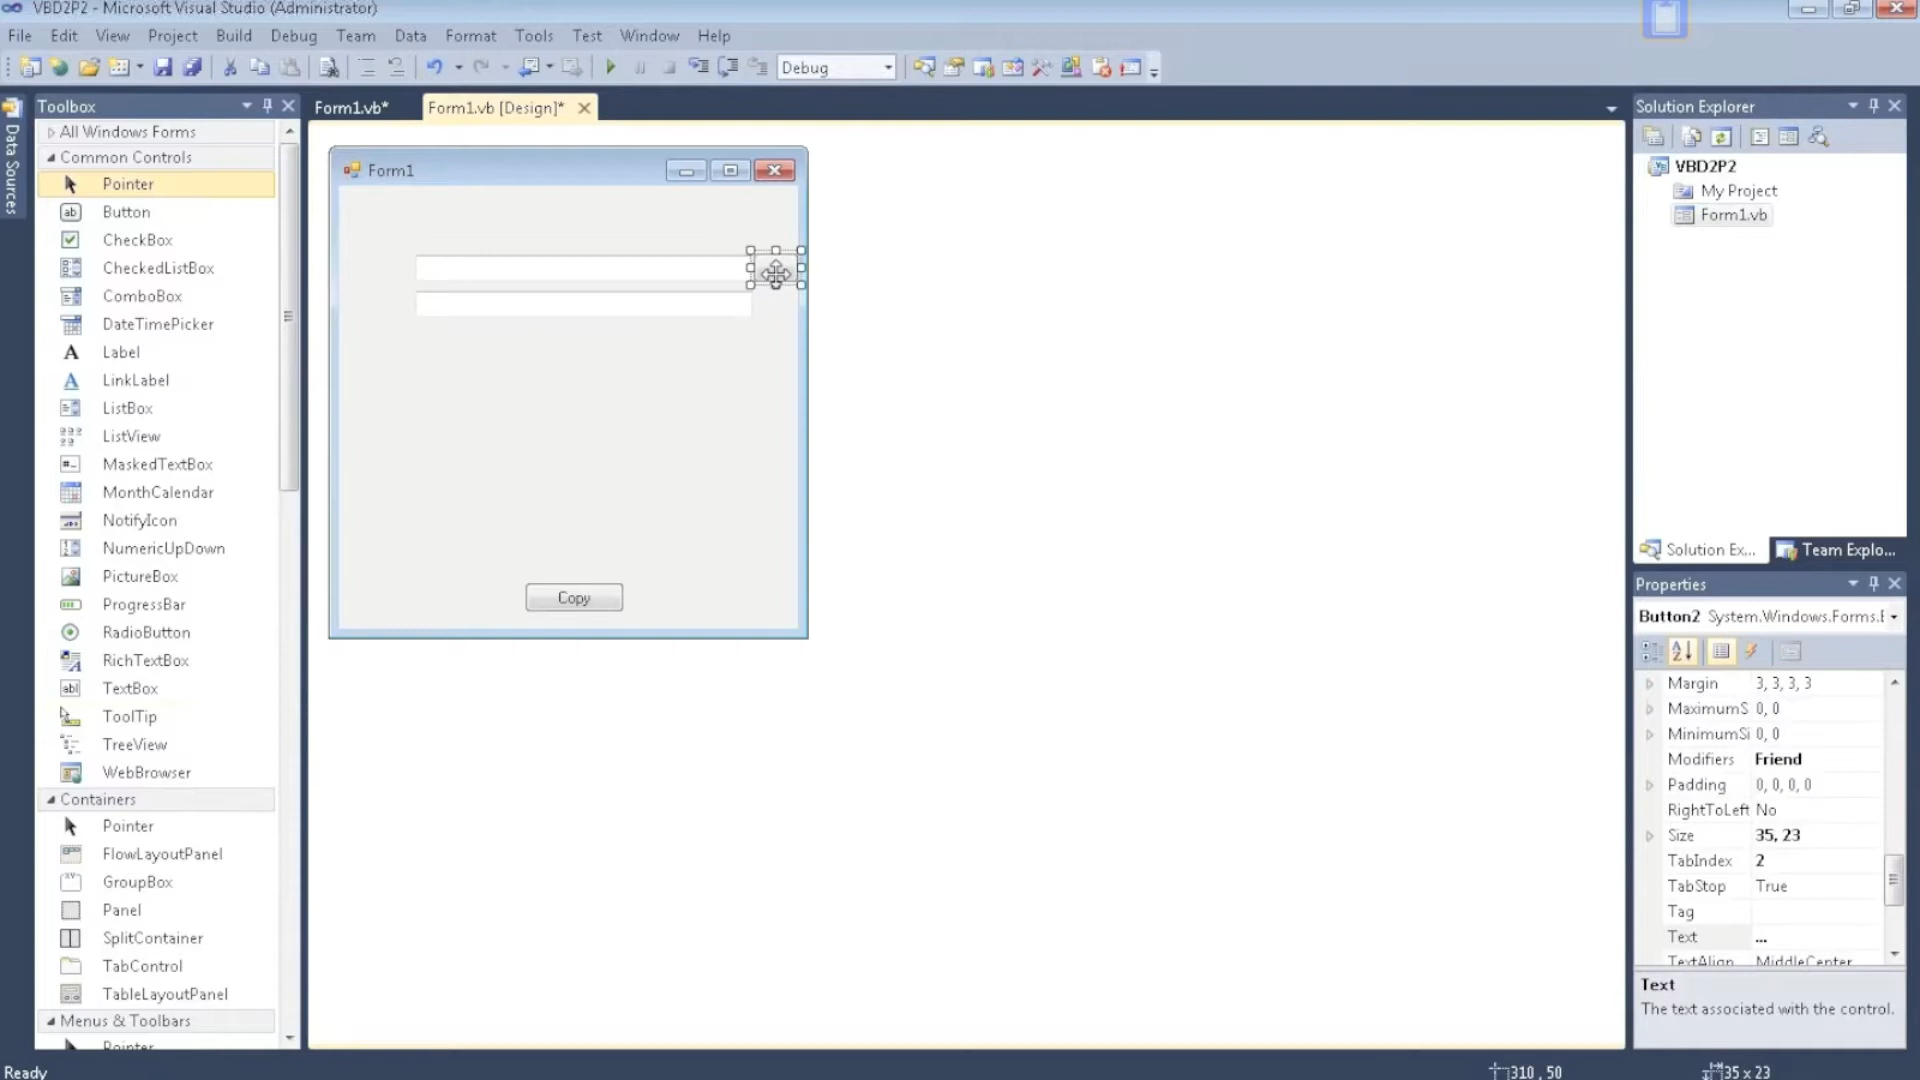 VBD2P2 - Microsoft Visual Studio (Administrator)
File Edit View Project Build Debug Team Data Format Tools Test Window Help
Debug
Data Sources
Toolbox
All Windows Forms
Common Controls
Pointer
Button
CheckBox
CheckedListBox
ComboBox
DateTimePicker
Label
LinkLabel
ListBox
ListView
MaskedTextBox
MonthCalendar
NotifyIcon
NumericUpDown
PictureBox
ProgressBar
RadioButton
RichTextBox
TextBox
ToolTip
TreeView
WebBrowser
Containers
Pointer
FlowLayoutPanel
GroupBox
Panel
SplitContainer
TabControl
TableLayoutPanel
Menus & Toolbars
Pointer
Form1.vb* Form1.vb [Design]*
Form1
Copy
Solution Explorer
VBD2P2
My Project
Form1.vb
Solution Ex... Team Explo...
Properties
Button2 System.Windows.Forms.
Margin 3, 3, 3, 3
MaximumS 0, 0
MinimumSi 0, 0
Modifiers Friend
Padding 0, 0, 0, 0
RightToLeft No
Size 35, 23
TabIndex 2
TabStop True
Tag
Text ...
TextAlign MiddleCenter
Text
The text associated with the control.
Ready 310 , 50 35 x 23